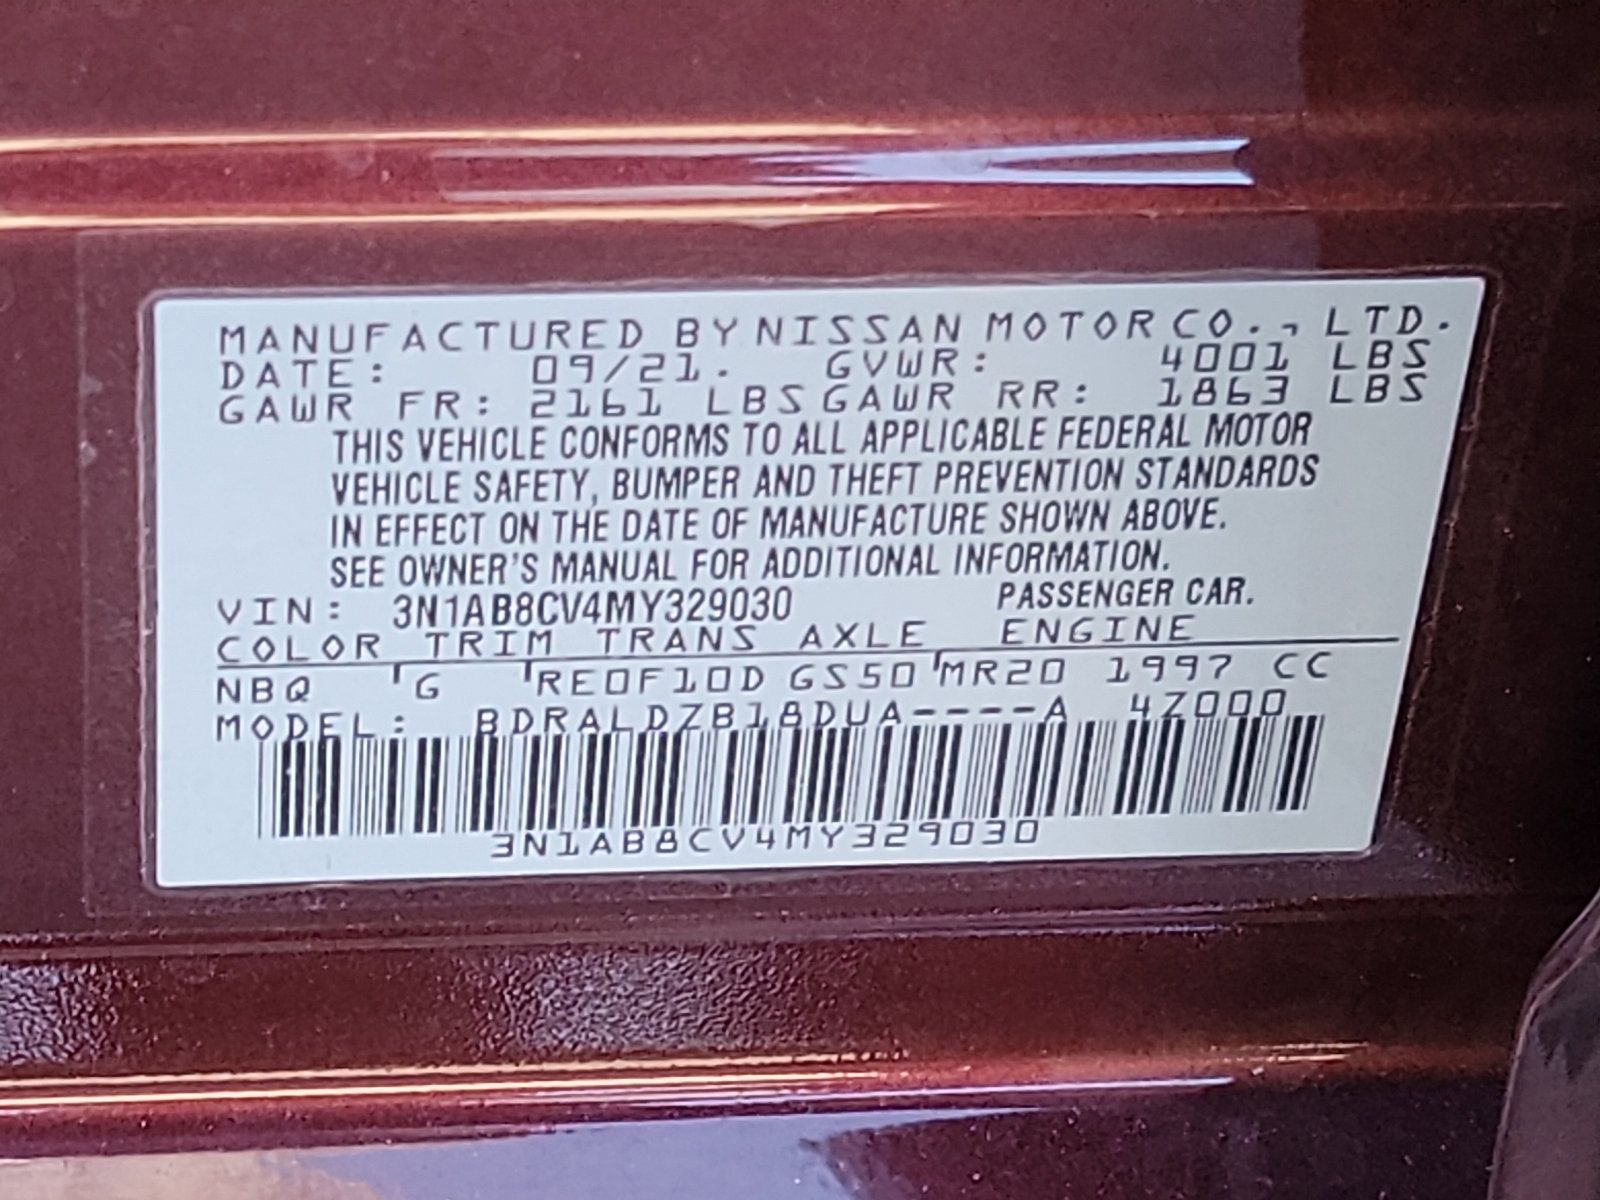 MANUFACTURED BY NISSAN MOTOR CO., LTD.
DATE: 09/21. GVWR: 4001 LBS
GAWR FR: 2161 LBS GAWR RR: 1863 LBS
THIS VEHICLE CONFORMS TO ALL APPLICABLE FEDERAL MOTOR
VEHICLE SAFETY, BUMPER AND THEFT PREVENTION STANDARDS
IN EFFECT ON THE DATE OF MANUFACTURE SHOWN ABOVE.
SEE OWNER'S MANUAL FOR ADDITIONAL INFORMATION.
VIN: 3N1AB8CV4MY329030 PASSENGER CAR.
COLOR TRIM TRANS AXLE ENGINE
NBQ G RE0F10D GS50 MR20 1997 CC
MODEL: BDRALDZB18DUA----A 4Z000
3N1AB8CV4MY329030